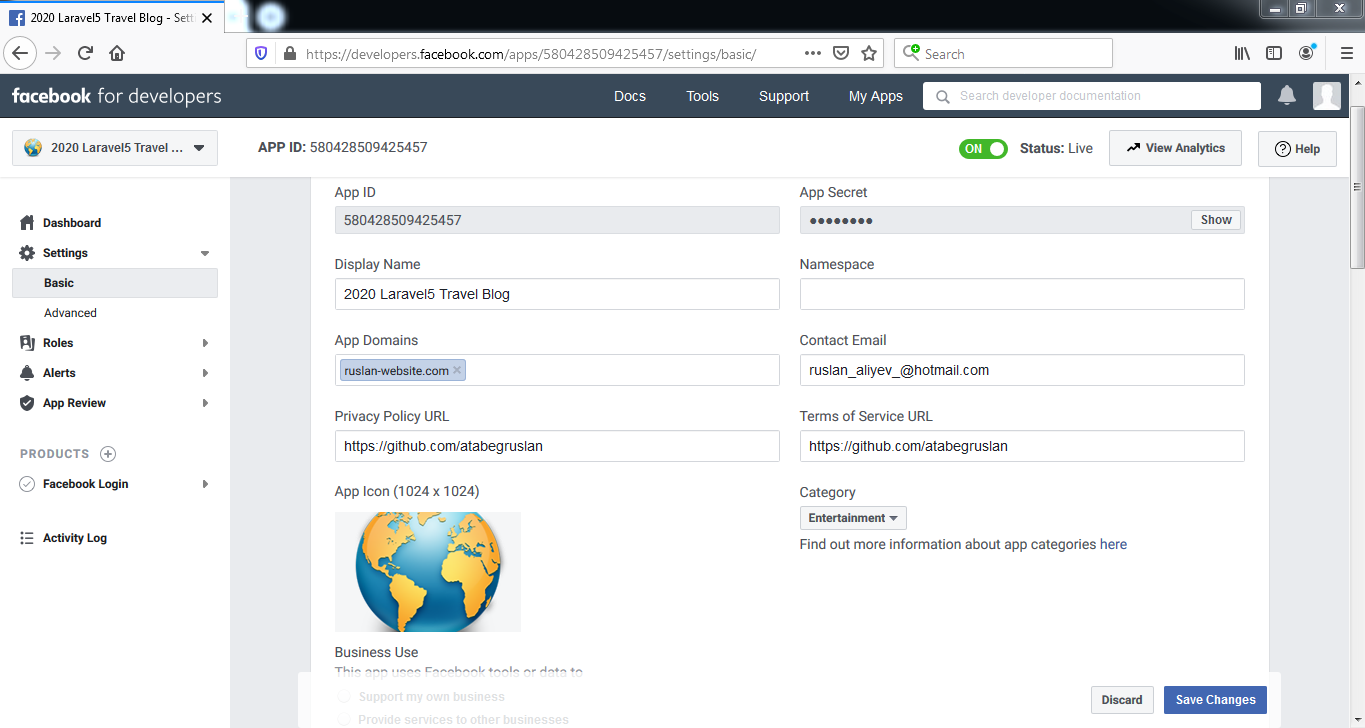 2020 Laravel5 Travel Blog - Sett
https://developers.facebook.com/apps/580428509425457/settings/basic/
Search
facebook for developers
Docs
Tools
Support
My Apps
Search developer documentation
2020 Laravel5 Travel ...
APP ID: 580428509425457
ON
Status: Live
View Analytics
Help
Dashboard
Settings
Basic
Advanced
Roles
Alerts
App Review
PRODUCTS
Facebook Login
Activity Log
App ID
580428509425457
App Secret
●●●●●●●●
Show
Display Name
2020 Laravel5 Travel Blog
Namespace
App Domains
ruslan-website.com
Contact Email
ruslan_aliyev_@hotmail.com
Privacy Policy URL
https://github.com/atabegruslan
Terms of Service URL
https://github.com/atabegruslan
App Icon (1024 x 1024)
Category
Entertainment
Find out more information about app categories here
Business Use
This app uses Facebook tools or data to
Support my own business
Provide services to other businesses
Discard
Save Changes